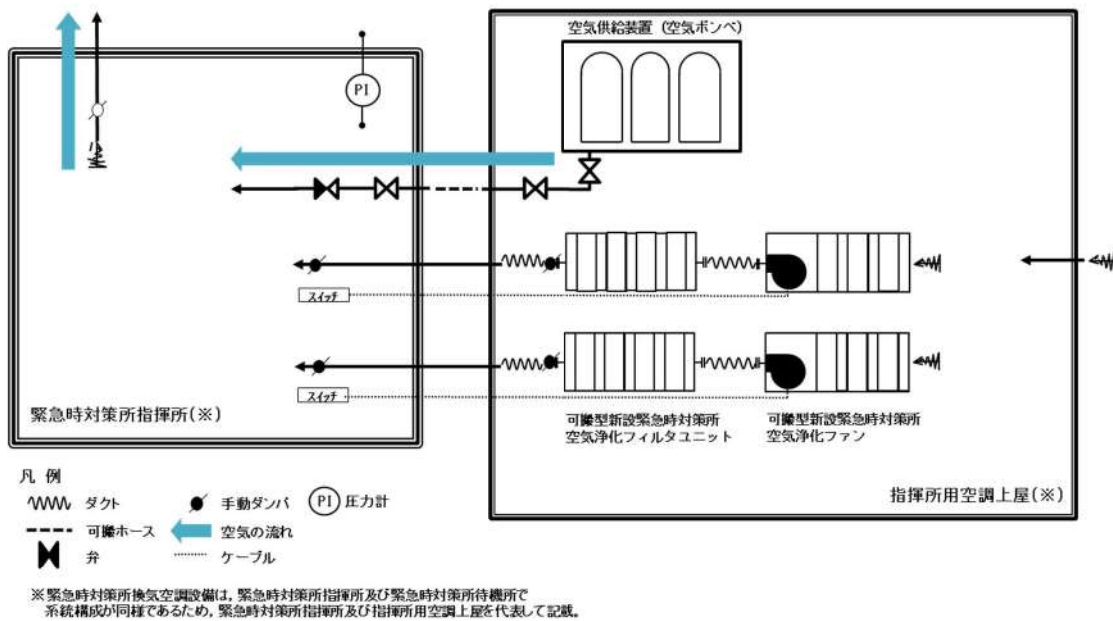 空気供給装置 (空気ボンベ)
PI
スイッチ
スイッチ
緊急時対策所指揮所(※)
可搬型新設緊急時対策所
空気浄化フィルタユニット
可搬型新設緊急時対策所
空気浄化ファン
指揮所用空調上屋(※)
凡 例
ダクト
手動ダンパ
PI 圧力計
可搬ホース
空気の流れ
弁
ケーブル
※緊急時対策所換気空調設備は，緊急時対策所指揮所及び緊急時対策所待機所で
系統構成が同様であるため，緊急時対策所指揮所及び指揮所用空調上屋を代表して記載。